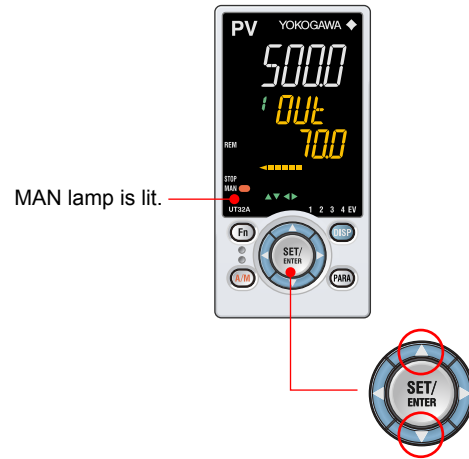 PV YOKOGAWA
500.0
1 OUt
70.0
REM
STOP
MAN
MAN lamp is lit.
UT32A 1 2 3 4 EV
Fn DISP
SET/
ENTER
A/M PARA
SET/
ENTER